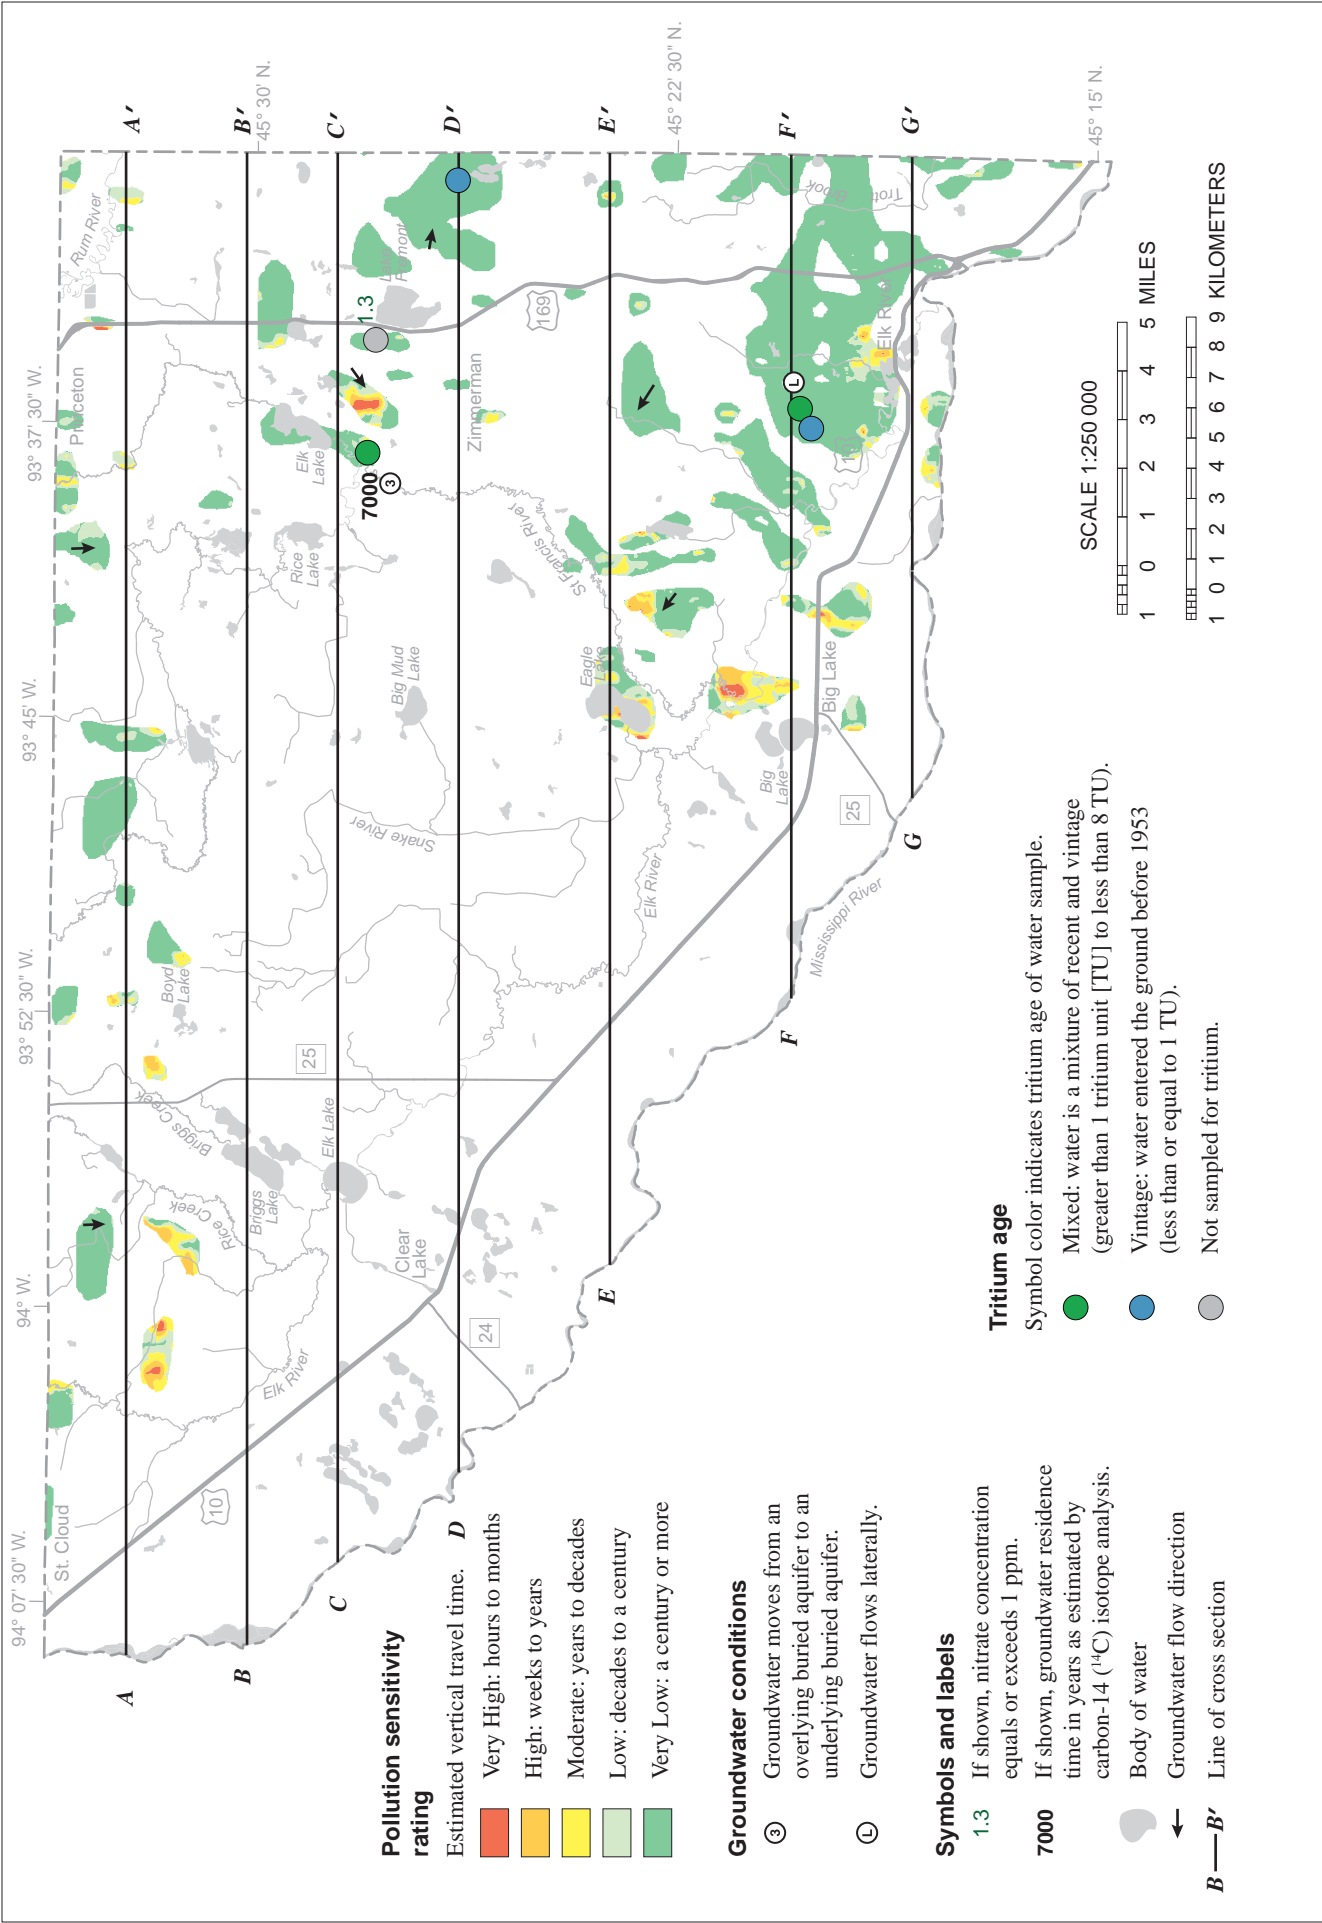 94° 07' 30" W.
94° W.
93° 52' 30" W.
93° 45' W.
93° 37' 30" W.
St. Cloud
Princeton
Rum River
A
A'
Boyd
Lake
Briggs Creek
Rice Creek
B
B'
45° 30' N.
10
Elk River
Briggs
Lake
25
Elk Lake
Rice
Lake
Elk
Lake
C
C'
7000
3
1.3
Lake
Fremont
Clear
Lake
Big Mud
Lake
Snake River
Zimmerman
D
D'
24
169
St Francis River
E
E'
Eagle
Lake
Elk River
45° 22' 30" N.
F
F'
L
Big
Lake
Big Lake
Mississippi River
25
Elk River
Trott
Brook
G
G'
45° 15' N.
Pollution sensitivity
rating
Estimated vertical travel time.
Very High: hours to months
High: weeks to years
Moderate: years to decades
Low: decades to a century
Very Low: a century or more
Groundwater conditions
3 Groundwater moves from an
overlying buried aquifer to an
underlying buried aquifer.
L Groundwater flows laterally.
Symbols and labels
1.3 If shown, nitrate concentration
equals or exceeds 1 ppm.
7000 If shown, groundwater residence
time in years as estimated by
carbon-14 (¹⁴C) isotope analysis.
Body of water
Groundwater flow direction
B — B' Line of cross section
Tritium age
Symbol color indicates tritium age of water sample.
Mixed: water is a mixture of recent and vintage
(greater than 1 tritium unit [TU] to less than 8 TU).
Vintage: water entered the ground before 1953
(less than or equal to 1 TU).
Not sampled for tritium.
SCALE 1:250 000
1 0 1 2 3 4 5 MILES
1 0 1 2 3 4 5 6 7 8 9 KILOMETERS